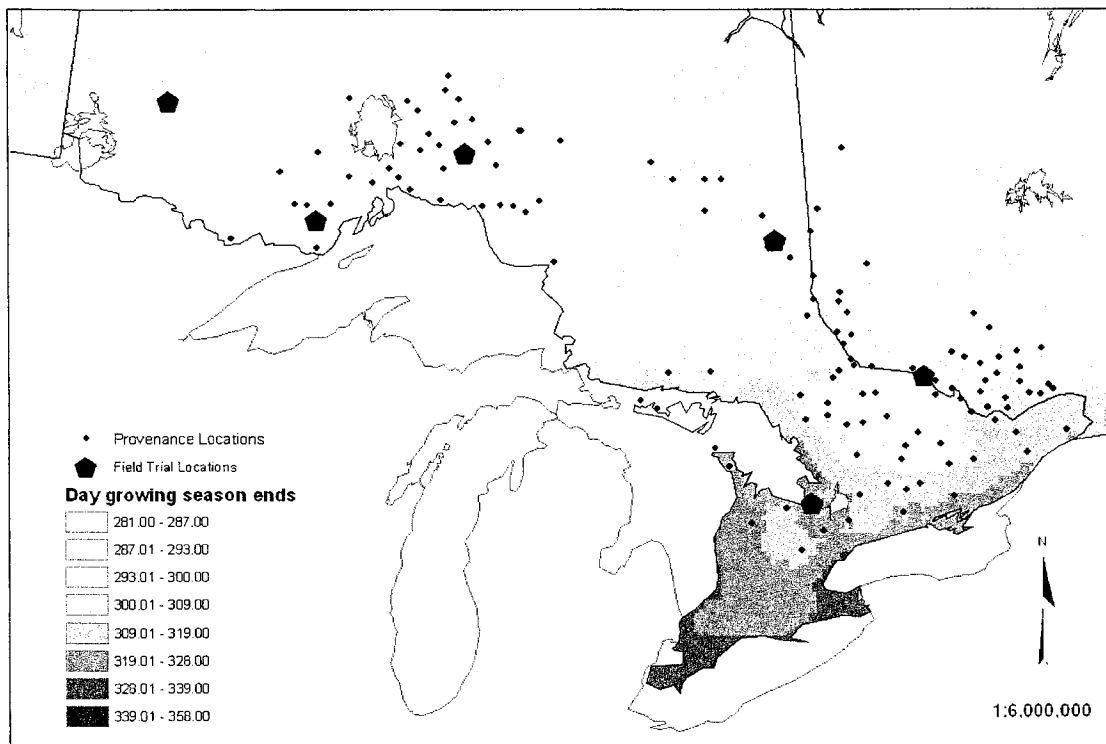 Provenance Locations
Field Trial Locations
Day growing season ends
281.00 - 287.00
287.01 - 293.00
293.01 - 300.00
300.01 - 309.00
309.01 - 319.00
319.01 - 328.00
328.01 - 339.00
339.01 - 358.00
N
1:6,000,000